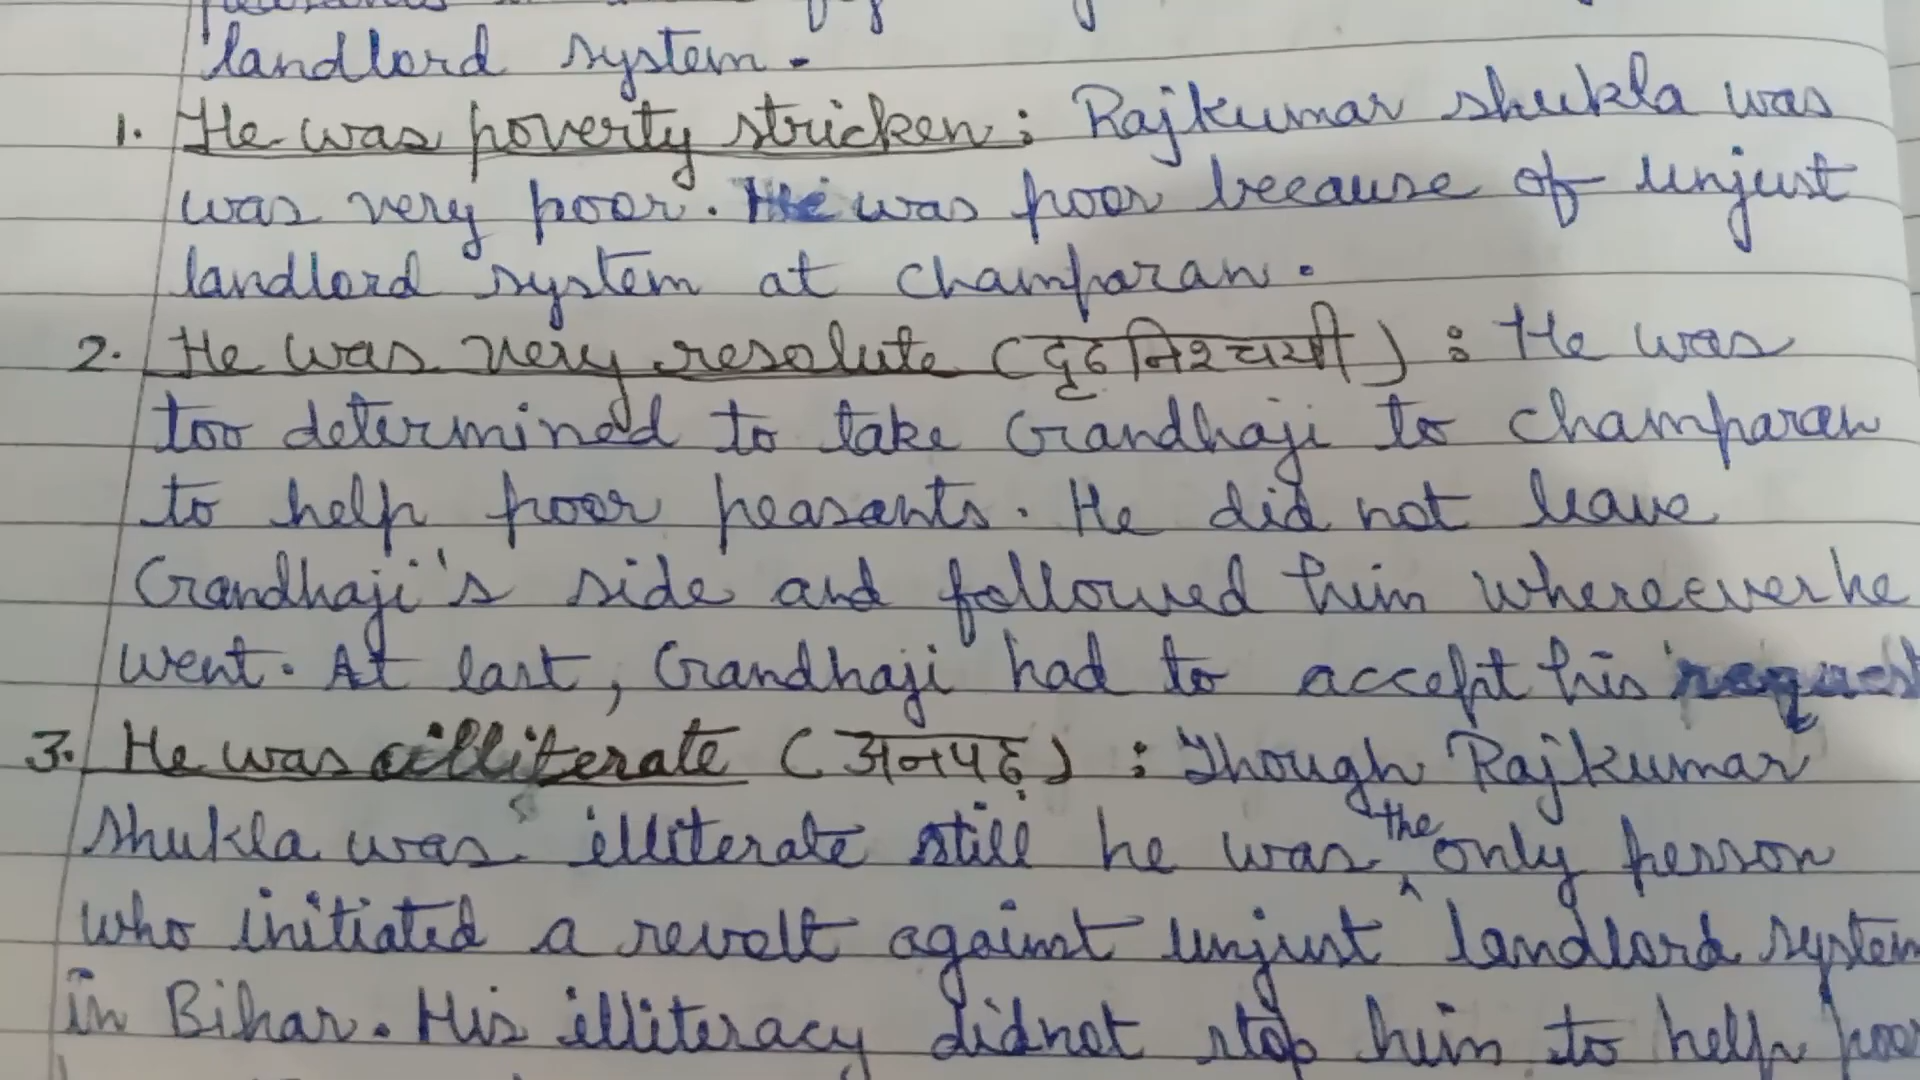 landlord system.
1. He was poverty stricken : Rajkumar shukla was
was very poor. He was poor because of unjust
landlord system at champaran.
2. He was very resolute (दृढ़निश्चयी) : He was
too determined to take Gandhaji to champaran
to help poor peasants. He did not leave
Gandhaji's side and followed him whereever he
went. At last, Gandhaji had to accept his request
3. He was illiterate (अनपढ़) : Though Rajkumar
shukla was illiterate still he was the only person
who initiated a revolt against unjust landlord system
in Bihar. His illiteracy didnot stop him to help poor